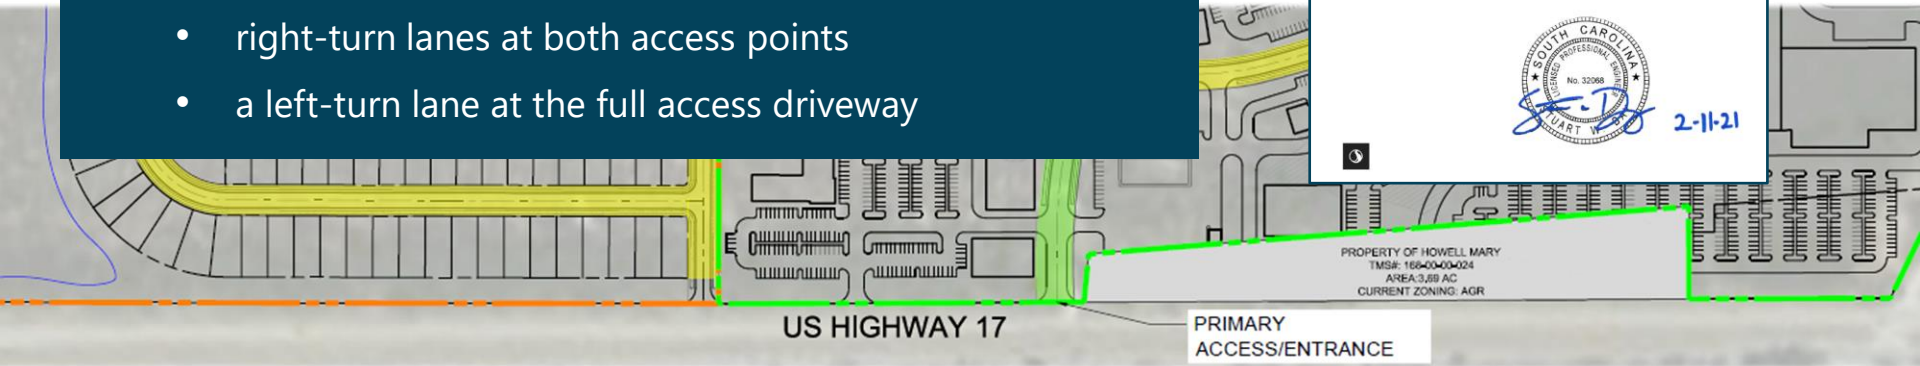 • right-turn lanes at both access points
• a left-turn lane at the full access driveway
SOUTH CAROLINA
LICENSED PROFESSIONAL ENGINEER
No. 32068
STUART W.
2-11-21
PROPERTY OF HOWELL MARY
TMS#: 168-00-00-024
AREA:3.69 AC
CURRENT ZONING: AGR
US HIGHWAY 17
PRIMARY
ACCESS/ENTRANCE